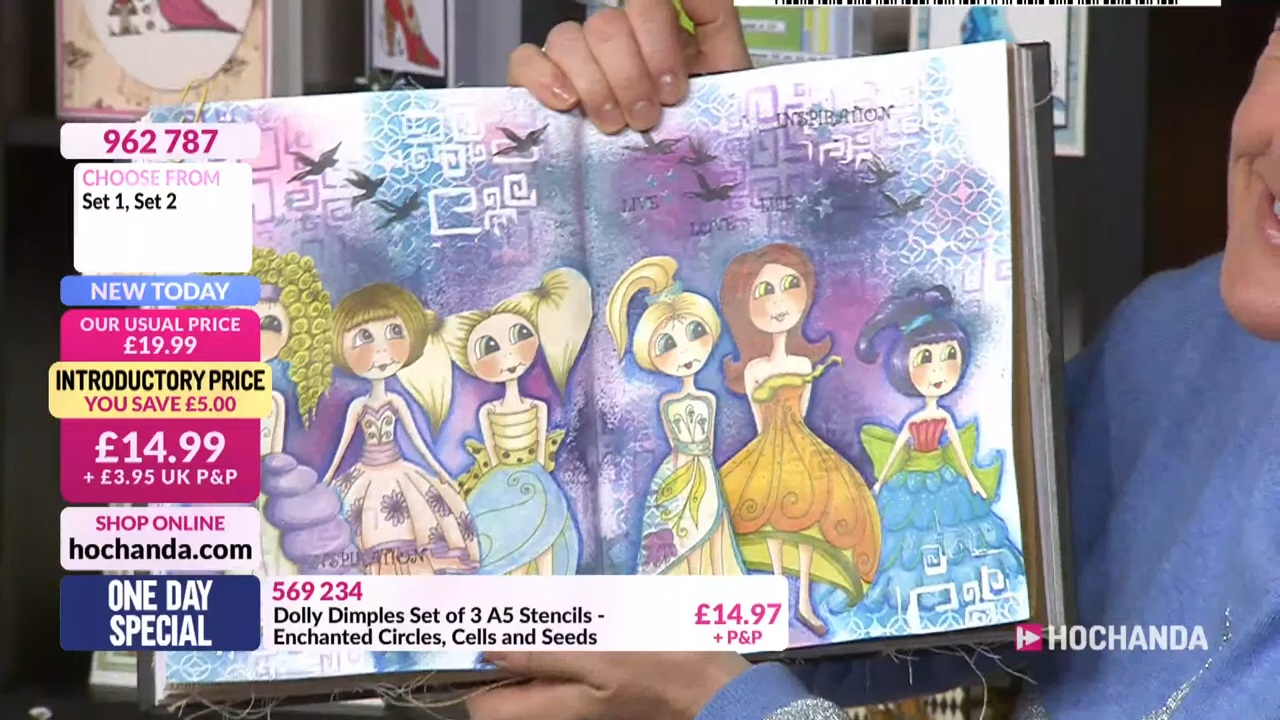 962 787
CHOOSE FROM
Set 1, Set 2
NEW TODAY
OUR USUAL PRICE
£19.99
INTRODUCTORY PRICE
YOU SAVE £5.00
£14.99
+ £3.95 UK P&P
SHOP ONLINE
hochanda.com
ONE DAY
SPECIAL
569 234
Dolly Dimples Set of 3 A5 Stencils -
Enchanted Circles, Cells and Seeds
£14.97
+ P&P
HOCHANDA
INSPIRATION
LIVE
LIFE
LOVE
INSPIRATION